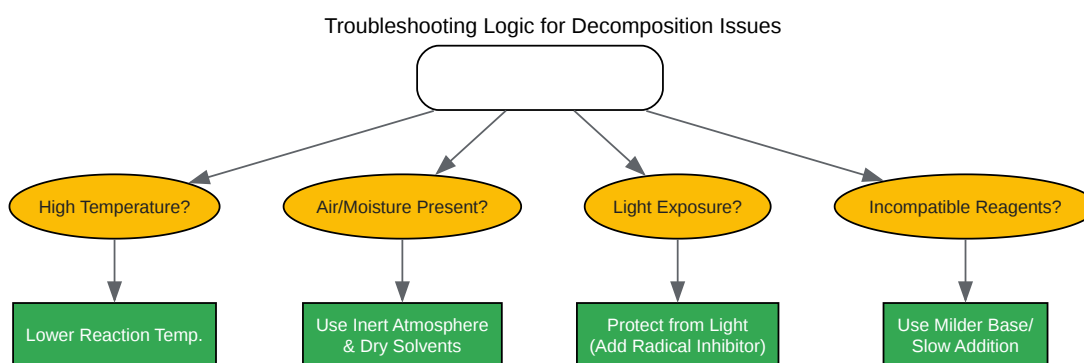 Troubleshooting Logic for Decomposition Issues
High Temperature?
Air/Moisture Present?
Light Exposure?
Incompatible Reagents?
Lower Reaction Temp.
Use Inert Atmosphere
& Dry Solvents
Protect from Light
(Add Radical Inhibitor)
Use Milder Base/
Slow Addition